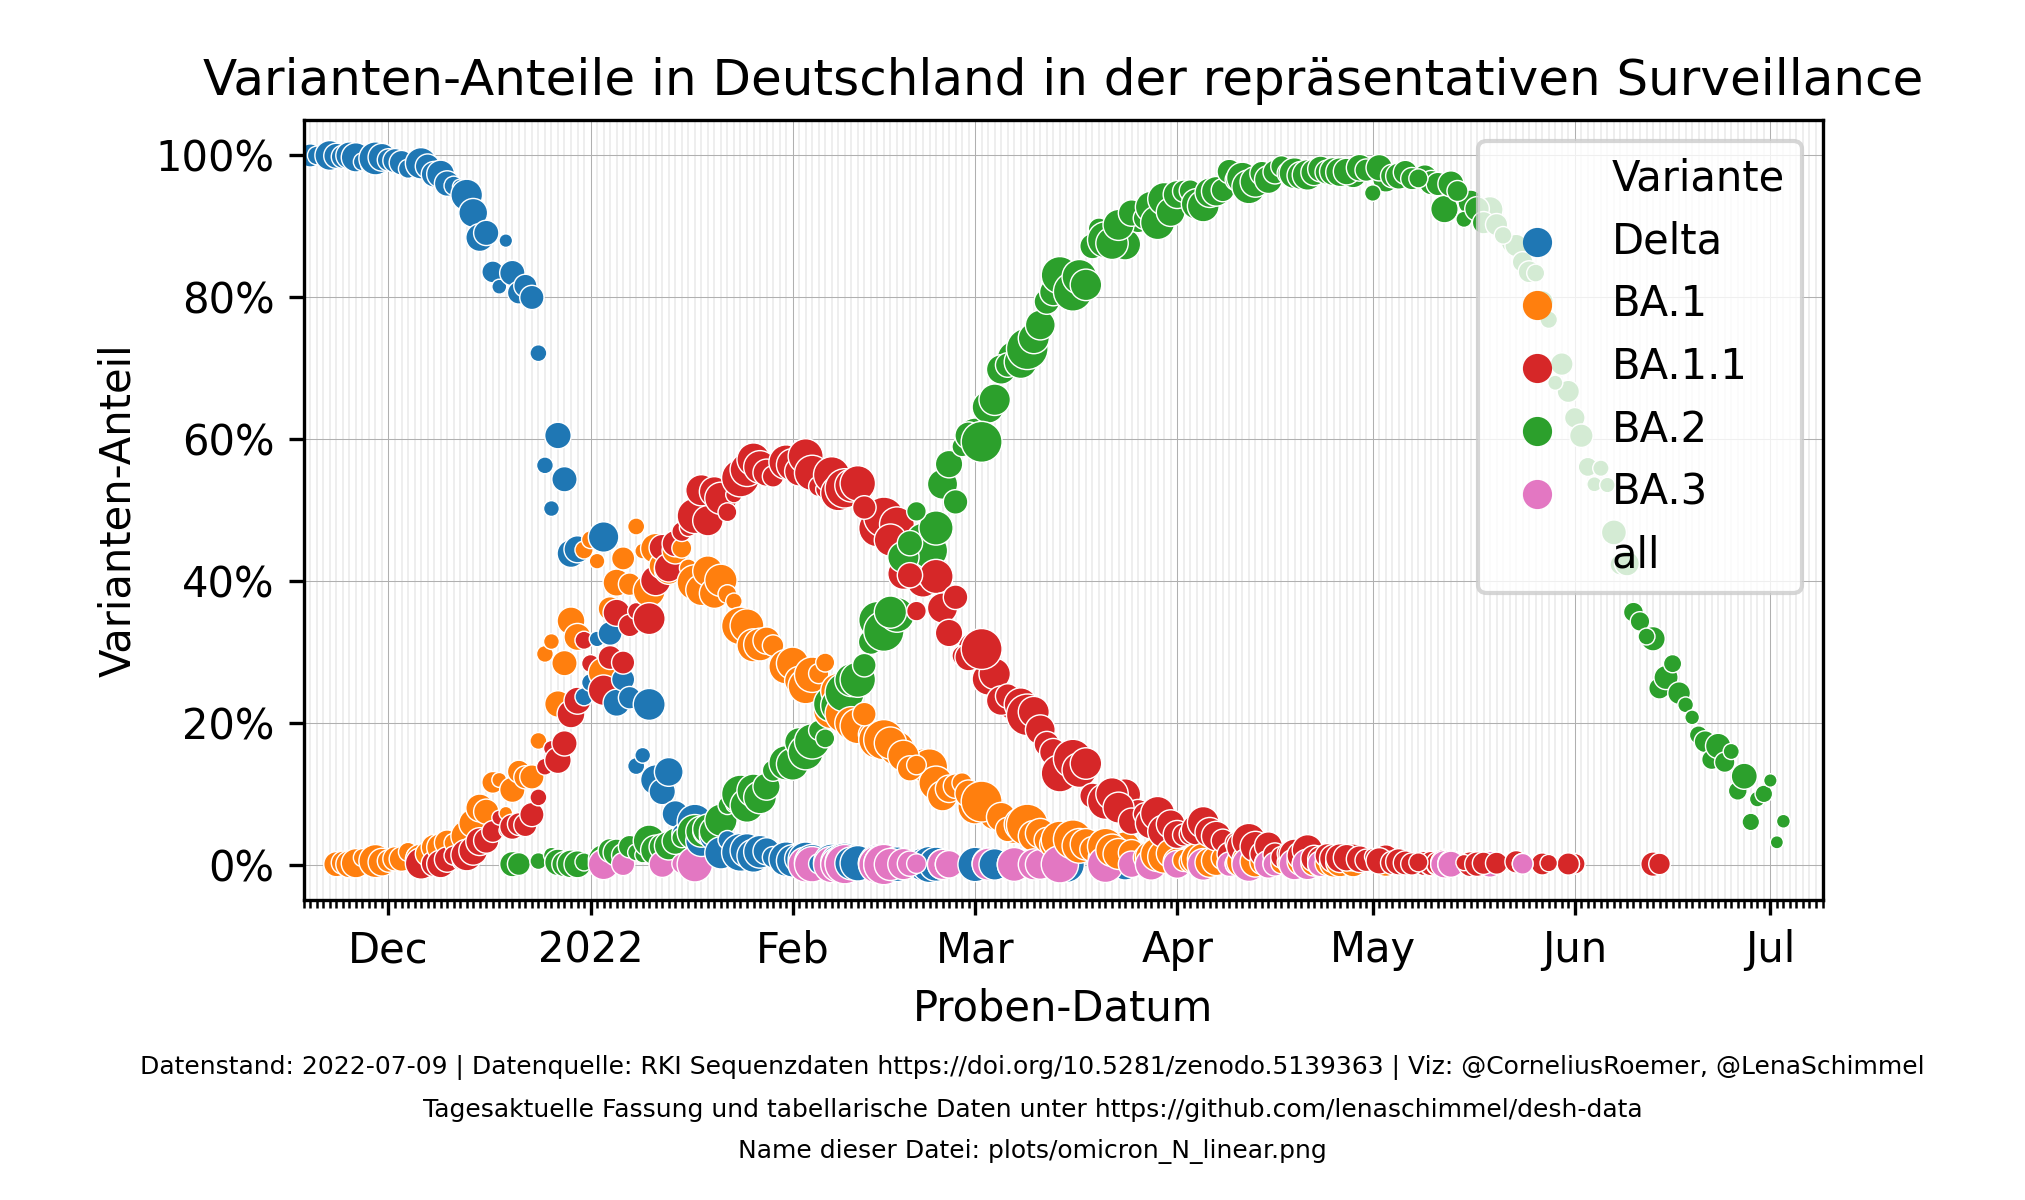 Varianten-Anteile in Deutschland in der repräsentativen Surveillance
Varianten-Anteil
100%
80%
60%
40%
20%
0%
Variante
Delta
BA.1
BA.1.1
BA.2
BA.3
all
Dec 2022 Feb Mar Apr May Jun Jul
Proben-Datum
Datenstand: 2022-07-09 | Datenquelle: RKI Sequenzdaten https://doi.org/10.5281/zenodo.5139363 | Viz: @CorneliusRoemer, @LenaSchimmel
Tagesaktuelle Fassung und tabellarische Daten unter https://github.com/lenaschimmel/desh-data
Name dieser Datei: plots/omicron_N_linear.png